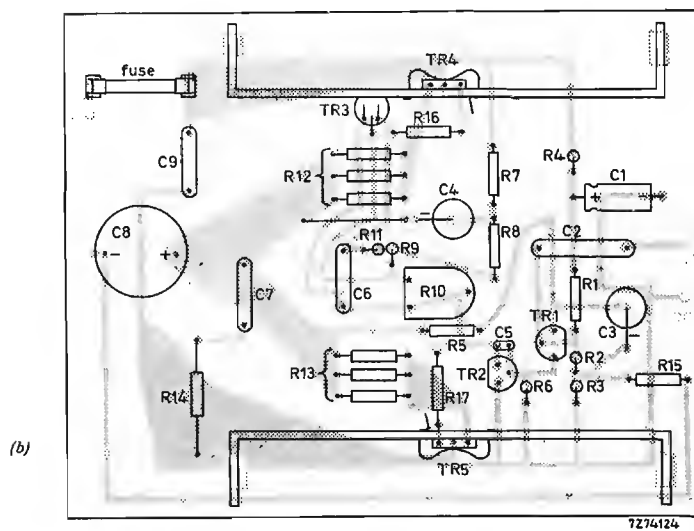 fuse
TR4
TR3
R16
C9
R12
R7
R4
C1
C4
−
+
C8
−
+
R11
R9
R8
C2
C7
C6
R10
R1
TR1
C3
−
R5
C5
R13
TR2
R2
R14
R17
R6
R3
R15
(b)
TR5
7Z74124